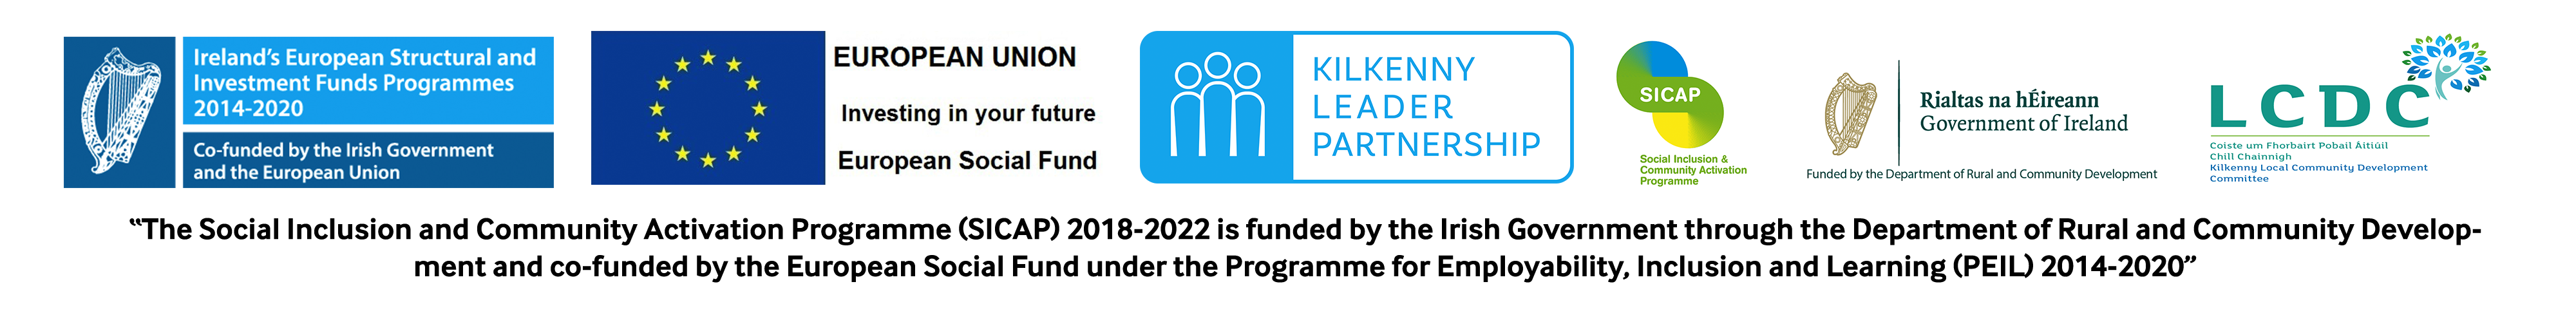 Ireland's European Structural and
Investment Funds Programmes
2014-2020
Co-funded by the Irish Government
and the European Union
EUROPEAN UNION
Investing in your future
European Social Fund
KILKENNY
LEADER
PARTNERSHIP
SICAP
Social Inclusion &
Community Activation
Programme
Rialtas na hÉireann
Government of Ireland
Funded by the Department of Rural and Community Development
LCDC
Coiste um Fhorbairt Pobail Áitiúil
Chill Chainnigh
Kilkenny Local Community Development
Committee
“The Social Inclusion and Community Activation Programme (SICAP) 2018-2022 is funded by the Irish Government through the Department of Rural and Community Develop-
ment and co-funded by the European Social Fund under the Programme for Employability, Inclusion and Learning (PEIL) 2014-2020”